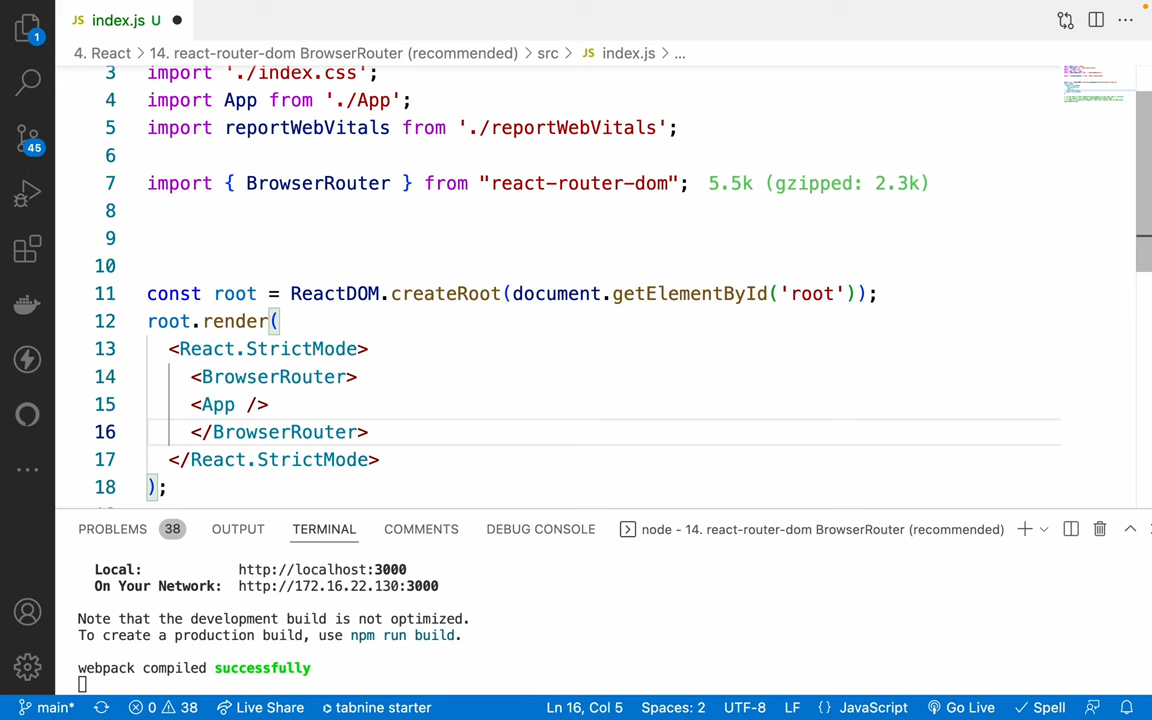 JS index.js U
4. React > 14. react-router-dom BrowserRouter (recommended) > src > JS index.js > ...
1
45
3 import './index.css';
4 import App from './App';
5 import reportWebVitals from './reportWebVitals';
6
7 import { BrowserRouter } from "react-router-dom"; 5.5k (gzipped: 2.3k)
8
9
10
11 const root = ReactDOM.createRoot(document.getElementById('root'));
12 root.render(
13 <React.StrictMode>
14 <BrowserRouter>
15 <App />
16 </BrowserRouter>
17 </React.StrictMode>
18 );
PROBLEMS 38 OUTPUT TERMINAL COMMENTS DEBUG CONSOLE node - 14. react-router-dom BrowserRouter (recommended)
Local: http://localhost:3000
On Your Network: http://172.16.22.130:3000
Note that the development build is not optimized.
To create a production build, use npm run build.
webpack compiled successfully
main* 0 38 Live Share tabnine starter Ln 16, Col 5 Spaces: 2 UTF-8 LF {} JavaScript Go Live Spell